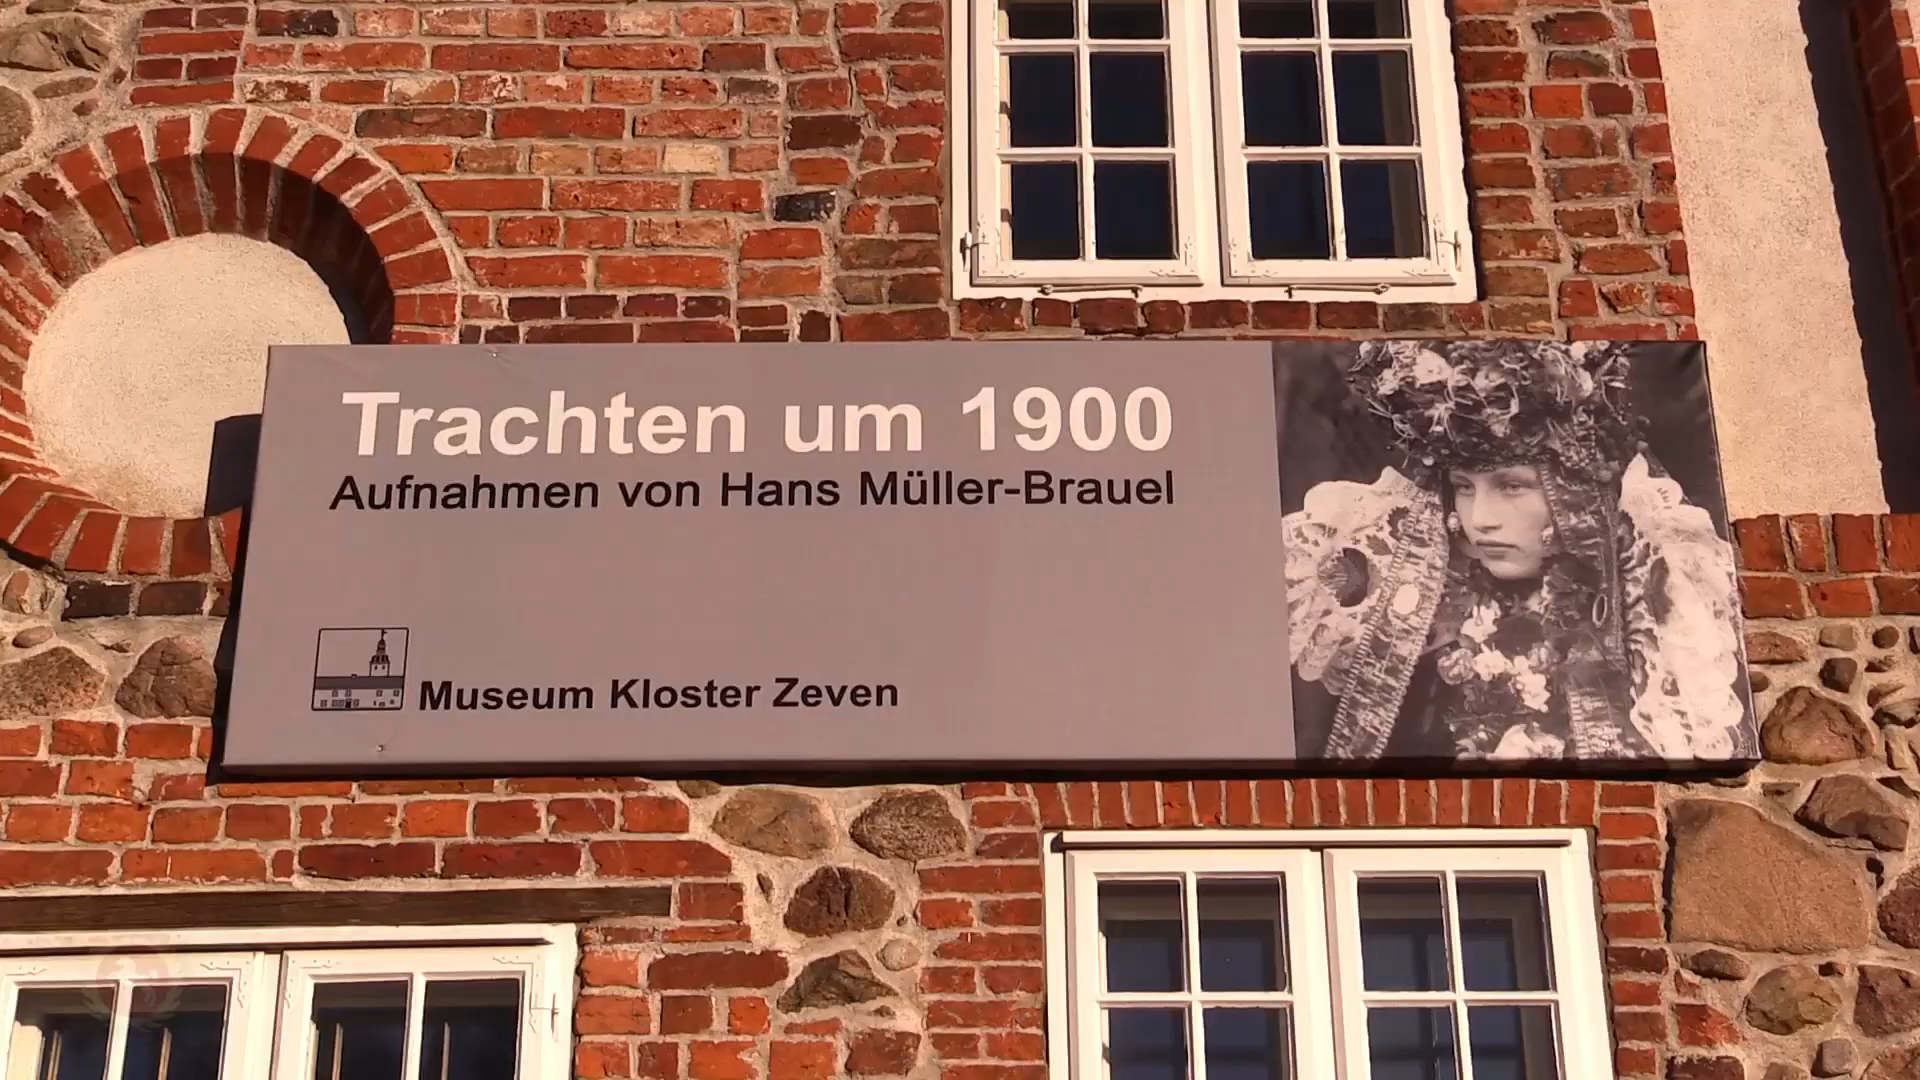 Trachten um 1900
Aufnahmen von Hans Müller-Brauel
Museum Kloster Zeven